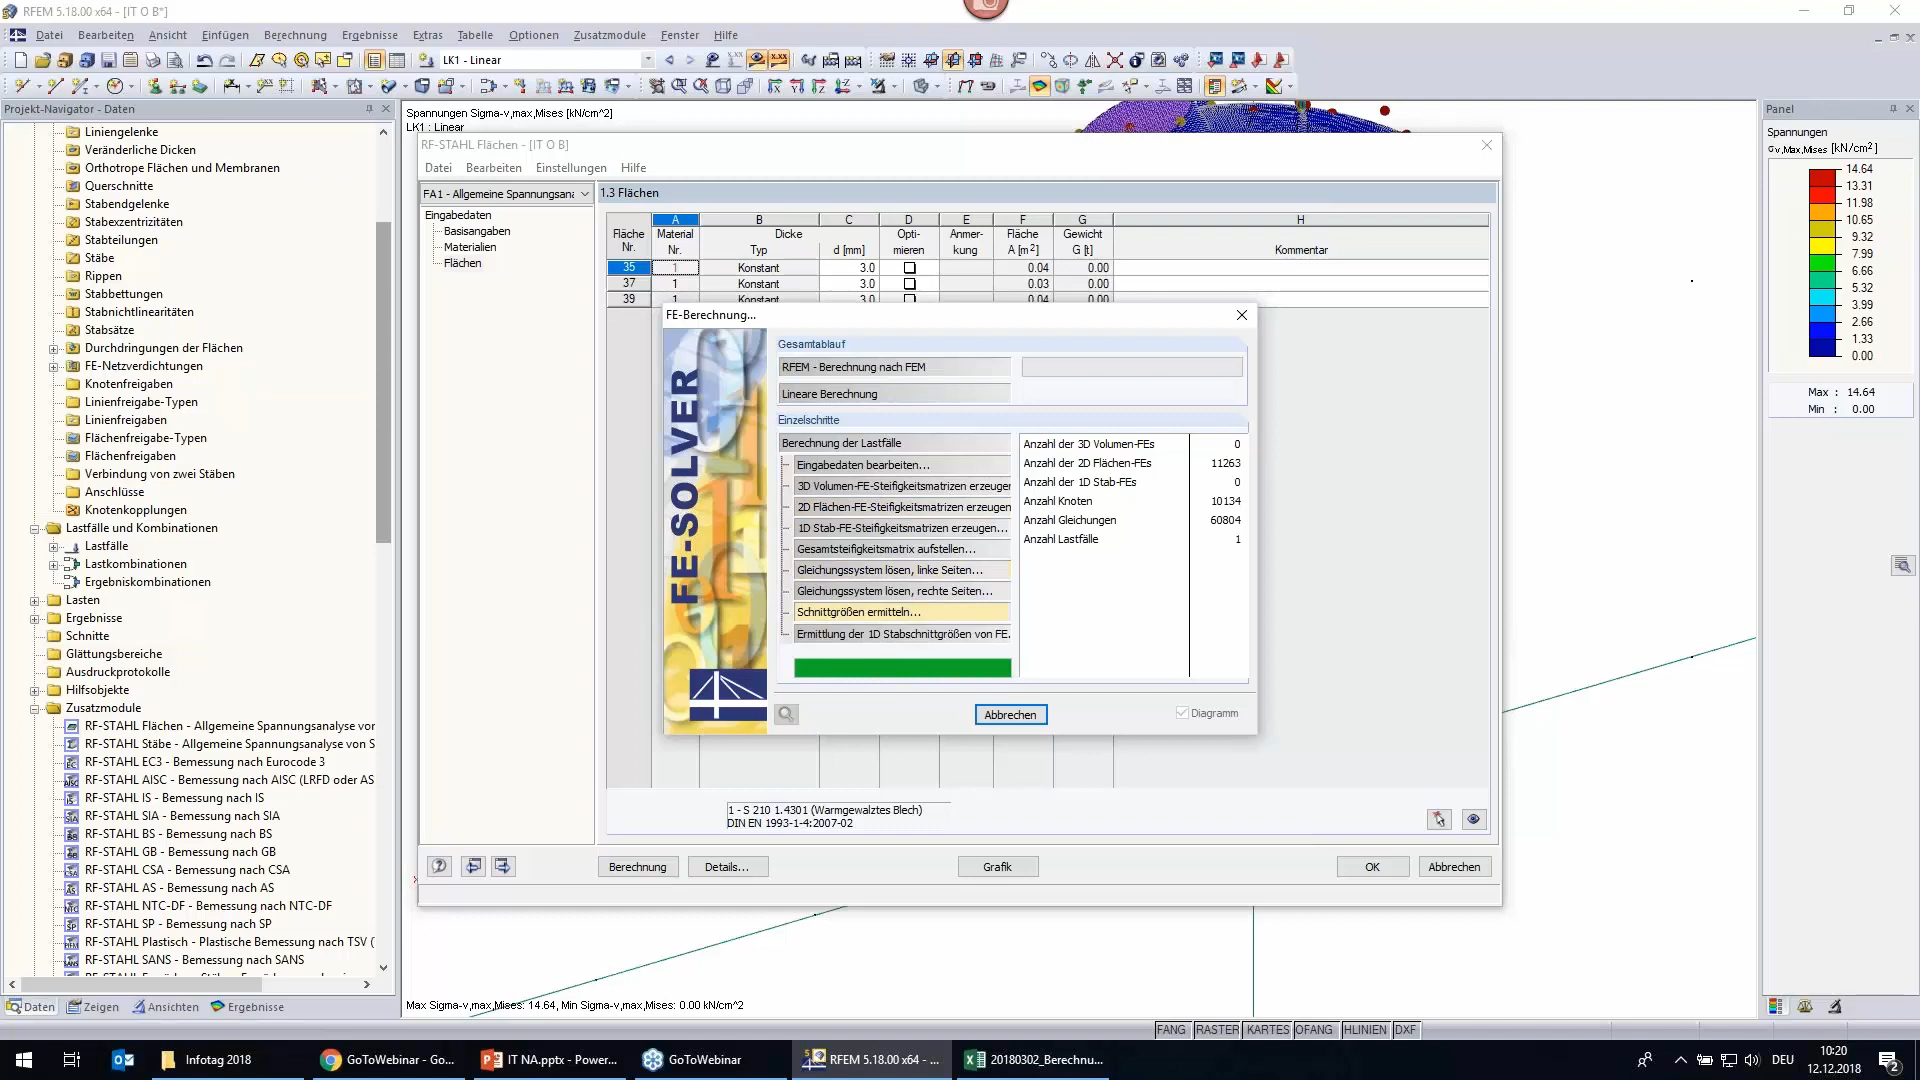 RFEM 5.18.00 x64 - [IT O B*]
Datei Bearbeiten Ansicht Einfügen Berechnung Ergebnisse Extras Tabelle Optionen Zusatzmodule Fenster Hilfe
LK1 - Linear
Projekt-Navigator - Daten
Liniengelenke
Veränderliche Dicken
Orthotrope Flächen und Membranen
Querschnitte
Stabendgelenke
Stabexzentrizitäten
Stabteilungen
Stäbe
Rippen
Stabbettungen
Stabnichtlinearitäten
Stabsätze
Durchdringungen der Flächen
FE-Netzverdichtungen
Knotenfreigaben
Linienfreigabe-Typen
Linienfreigaben
Flächenfreigabe-Typen
Flächenfreigaben
Verbindung von zwei Stäben
Anschlüsse
Knotenkopplungen
Lastfälle und Kombinationen
Lastfälle
Lastkombinationen
Ergebniskombinationen
Lasten
Ergebnisse
Schnitte
Glättungsbereiche
Ausdruckprotokolle
Hilfsobjekte
Zusatzmodule
RF-STAHL Flächen - Allgemeine Spannungsanalyse vor
RF-STAHL Stäbe - Allgemeine Spannungsanalyse von S
RF-STAHL EC3 - Bemessung nach Eurocode 3
RF-STAHL AISC - Bemessung nach AISC (LRFD oder AS
RF-STAHL IS - Bemessung nach IS
RF-STAHL SIA - Bemessung nach SIA
RF-STAHL BS - Bemessung nach BS
RF-STAHL GB - Bemessung nach GB
RF-STAHL CSA - Bemessung nach CSA
RF-STAHL AS - Bemessung nach AS
RF-STAHL NTC-DF - Bemessung nach NTC-DF
RF-STAHL SP - Bemessung nach SP
RF-STAHL Plastisch - Plastische Bemessung nach TSV (
RF-STAHL SANS - Bemessung nach SANS
Daten Zeigen Ansichten Ergebnisse
Spannungen Sigma-v,max,Mises [kN/cm^2]
LK1 : Linear
RF-STAHL Flächen - [IT O B]
Datei Bearbeiten Einstellungen Hilfe
FA1 - Allgemeine Spannungsana
Eingabedaten
Basisangaben
Materialien
Flächen
1.3 Flächen
A B C D E F G H
Fläche Material Dicke Opti- Anmer- Fläche Gewicht
Nr. Nr. Typ d [mm] mieren kung A [m²] G [t] Kommentar
35 1 Konstant 3.0 0.04 0.00
37 1 Konstant 3.0 0.03 0.00
39 1 Konstant 3.0 0.04 0.00
FE-Berechnung...
FE-SOLVER
Gesamtablauf
RFEM - Berechnung nach FEM
Lineare Berechnung
Einzelschritte
Berechnung der Lastfälle
Eingabedaten bearbeiten...
3D Volumen-FE-Steifigkeitsmatrizen erzeuger
2D Flächen-FE-Steifigkeitsmatrizen erzeugen
1D Stab-FE-Steifigkeitsmatrizen erzeugen...
Gesamtsteifigkeitsmatrix aufstellen...
Gleichungssystem lösen, linke Seiten...
Gleichungssystem lösen, rechte Seiten...
Schnittgrößen ermitteln...
Ermittlung der 1D Stabschnittgrößen von FE.
Anzahl der 3D Volumen-FEs 0
Anzahl der 2D Flächen-FEs 11263
Anzahl der 1D Stab-FEs 0
Anzahl Knoten 10134
Anzahl Gleichungen 60804
Anzahl Lastfälle 1
Abbrechen
Diagramm
1 - S 210 1.4301 (Warmgewalztes Blech)
DIN EN 1993-1-4:2007-02
Berechnung Details... Grafik OK Abbrechen
Max Sigma-v,max,Mises: 14.64, Min Sigma-v,max,Mises: 0.00 kN/cm^2
Panel
Spannungen
σv,Max,Mises [kN/cm²]
14.64
13.31
11.98
10.65
9.32
7.99
6.66
5.32
3.99
2.66
1.33
0.00
Max : 14.64
Min : 0.00
FANG RASTER KARTES OFANG HLINIEN DXF
Infotag 2018
GoToWebinar - Go...
IT NA.pptx - Power...
GoToWebinar
RFEM 5.18.00 x64 - ...
20180302_Berechnu...
DEU
10:20
12.12.2018
2